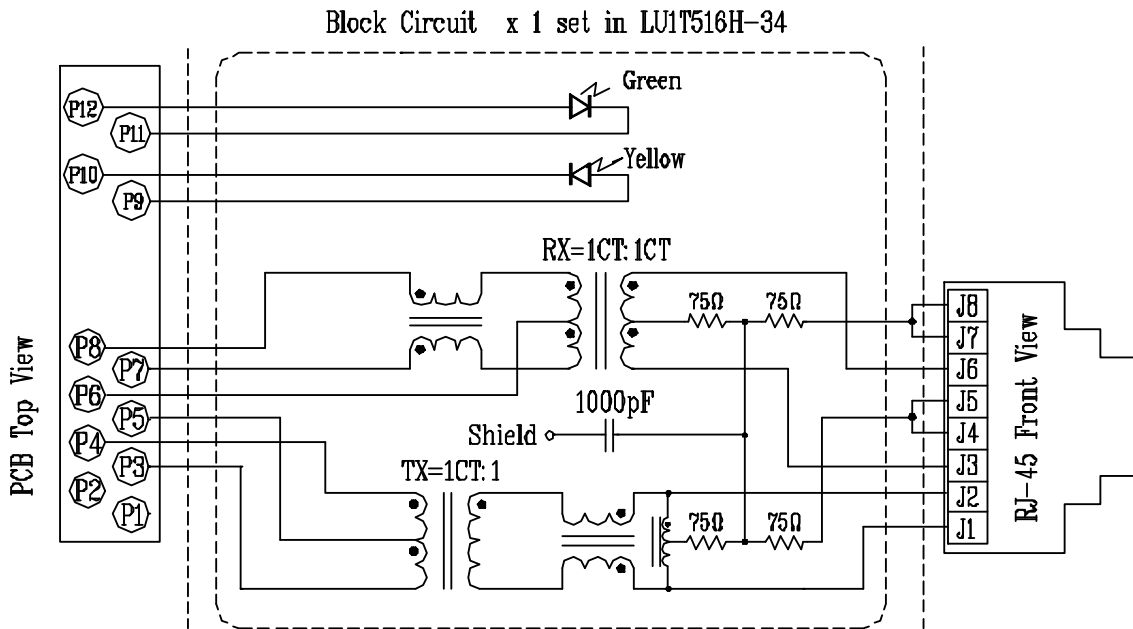 Block Circuit x 1 set in LU1T516H-34
P12
Green
P11
P10
Yellow
P9
RX=1CT:1CT
75Ω
75Ω
J8
J7
P8
P7
J6
P6
1000pF
J5
P5
Shield
J4
P4
P3
TX=1CT:1
J3
P2
J2
P1
75Ω
75Ω
J1
PCB Top View
RJ-45 Front View